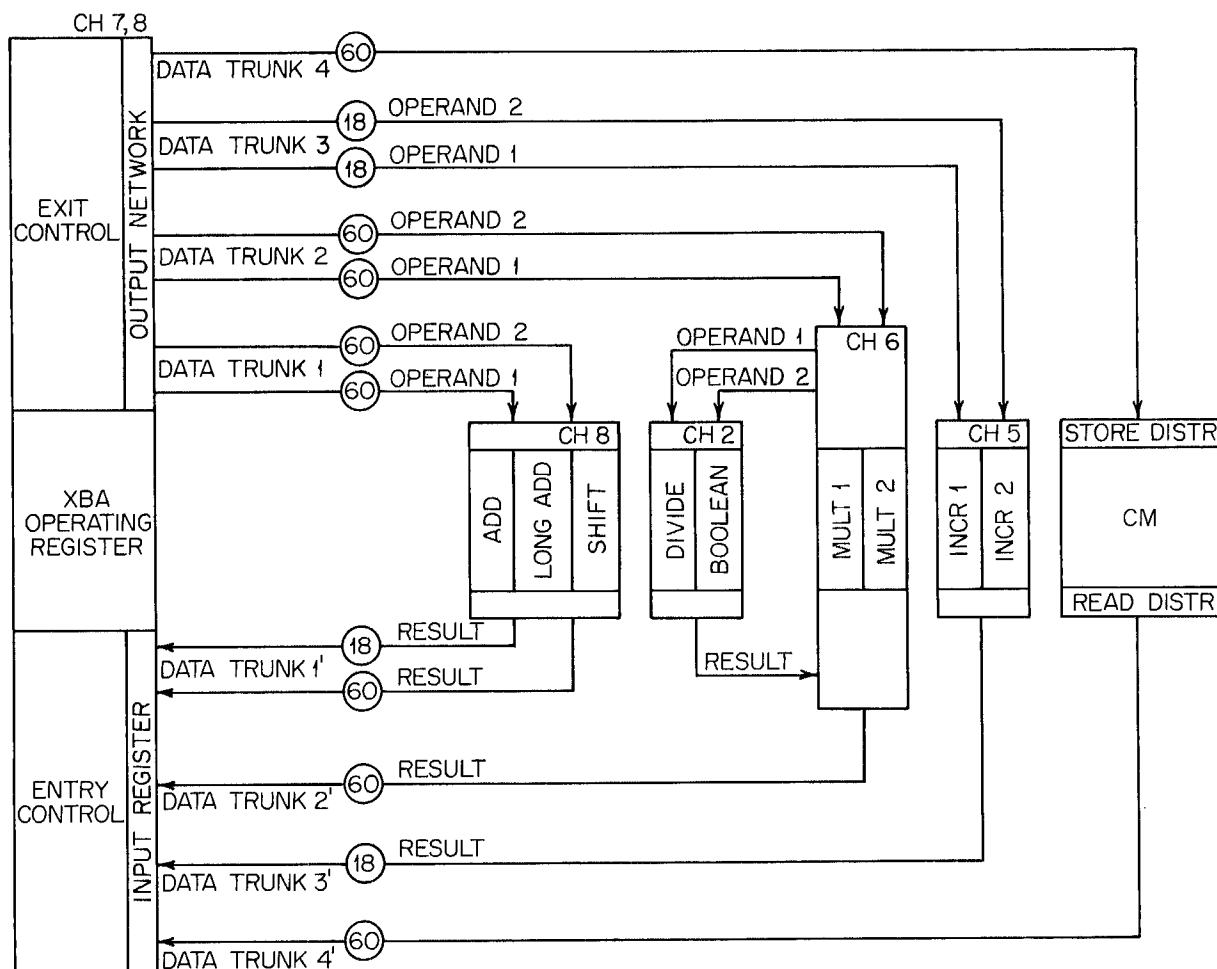 CH 7,8
60
DATA TRUNK 4
18 OPERAND 2
DATA TRUNK 3
18 OPERAND 1
OUTPUT NETWORK
EXIT
CONTROL
60 OPERAND 2
DATA TRUNK 2
60 OPERAND 1
60 OPERAND 2
DATA TRUNK 1
60 OPERAND 1
OPERAND 1
OPERAND 2
CH 6
CH 8
CH 2
CH 5
STORE DISTR
XBA
OPERATING
REGISTER
ADD
LONG ADD
SHIFT
DIVIDE
BOOLEAN
MULT 1
MULT 2
INCR 1
INCR 2
CM
READ DISTR
18 RESULT
DATA TRUNK 1'
60 RESULT
RESULT
INPUT REGISTER
ENTRY
CONTROL
60 RESULT
DATA TRUNK 2'
18 RESULT
DATA TRUNK 3'
60
DATA TRUNK 4'